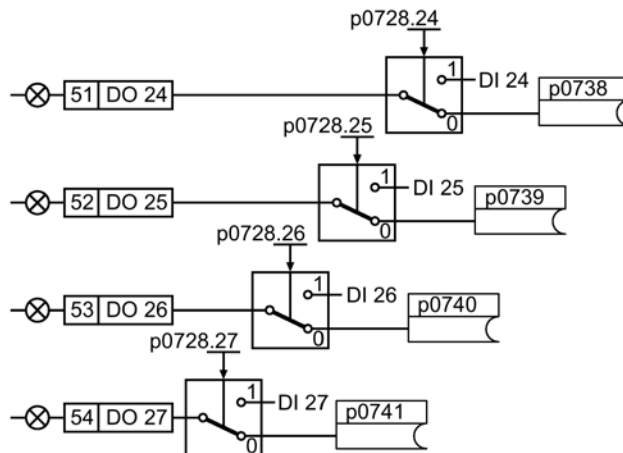 p0728.24
51 DO 24 1 DI 24 p0738
0
p0728.25
52 DO 25 1 DI 25 p0739
0
p0728.26
53 DO 26 1 DI 26 p0740
0
p0728.27
54 DO 27 1 DI 27 p0741
0